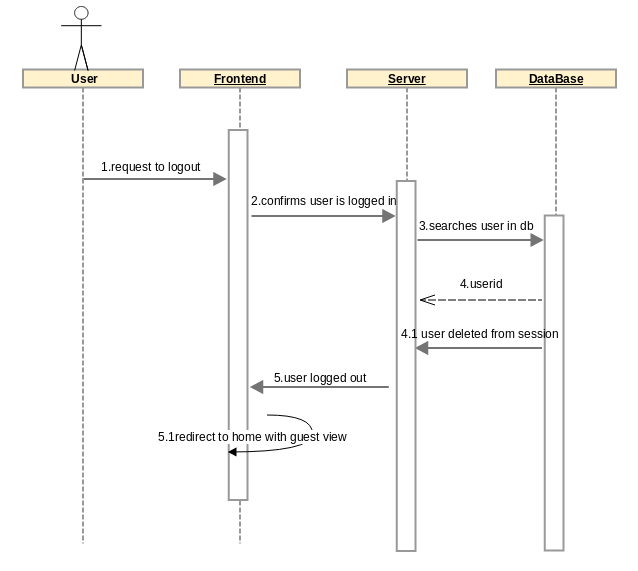 User
Frontend
Server
DataBase
1.request to logout
2.confirms user is logged in
3.searches user in db
4.userid
4.1 user deleted from session
5.user logged out
5.1redirect to home with guest view